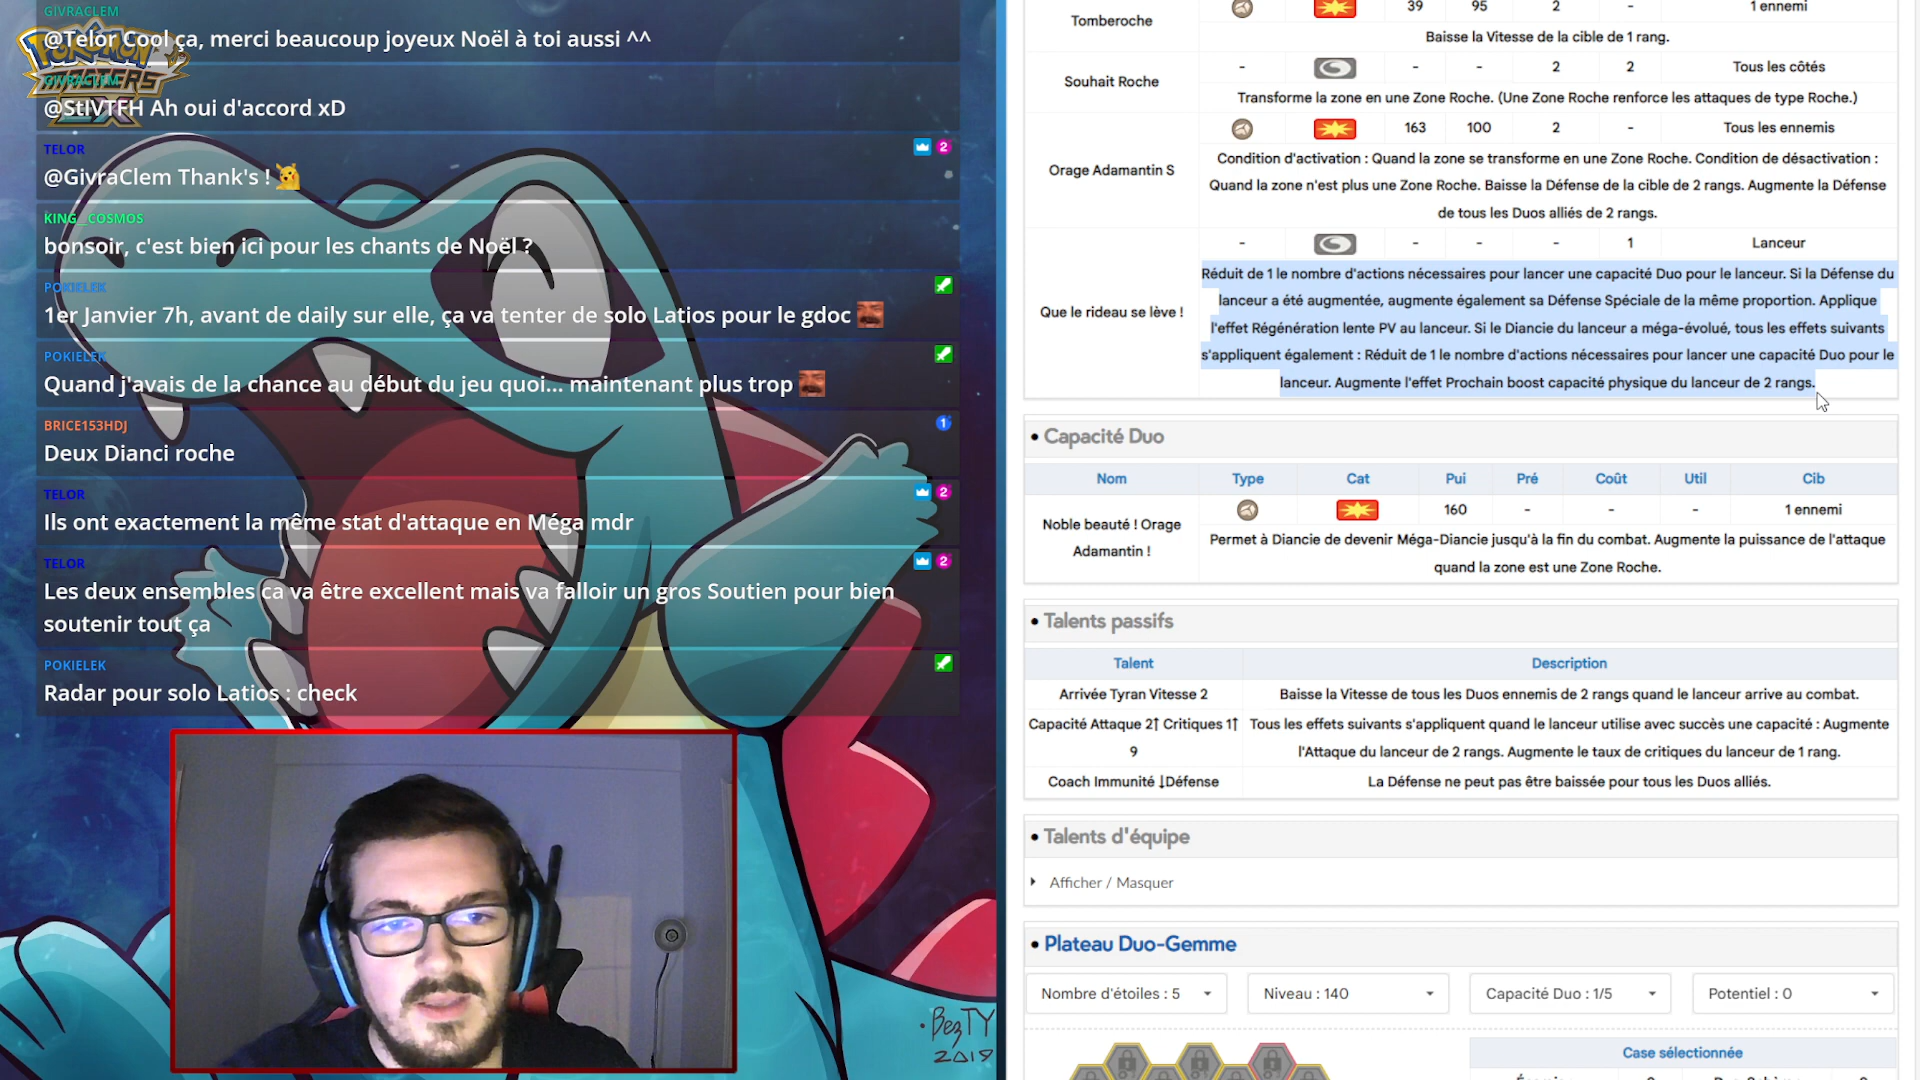 GIVRACLEM
@Telor Cool ça, merci beaucoup joyeux Noël à toi aussi ^^
GIVRACLEM
@StIVTFH Ah oui d'accord xD
TELOR
@GivraClem Thank's !
KING_COSMOS
bonsoir, c'est bien ici pour les chants de Noël ?
POKIELEK
1er Janvier 7h, avant de daily sur elle, ça va tenter de solo Latios pour le gdoc
POKIELEK
Quand j'avais de la chance au début du jeu quoi... maintenant plus trop
BRICE153HDJ
Deux Dianci roche
TELOR
Ils ont exactement la même stat d'attaque en Méga mdr
TELOR
Les deux ensembles ca va être excellent mais va falloir un gros Soutien pour bien
soutenir tout ça
POKIELEK
Radar pour solo Latios : check
POKÉMON
MASTERS
EX
2
2
1
2
BezTY
2019
Tomberoche
39 95 2 - 1 ennemi
Baisse la Vitesse de la cible de 1 rang.
Souhait Roche
- - - 2 2 Tous les côtés
Transforme la zone en une Zone Roche. (Une Zone Roche renforce les attaques de type Roche.)
Orage Adamantin S
163 100 2 - Tous les ennemis
Condition d'activation : Quand la zone se transforme en une Zone Roche. Condition de désactivation :
Quand la zone n'est plus une Zone Roche. Baisse la Défense de la cible de 2 rangs. Augmente la Défense
de tous les Duos alliés de 2 rangs.
Que le rideau se lève !
- - - - 1 Lanceur
Réduit de 1 le nombre d'actions nécessaires pour lancer une capacité Duo pour le lanceur. Si la Défense du
lanceur a été augmentée, augmente également sa Défense Spéciale de la même proportion. Applique
l'effet Régénération lente PV au lanceur. Si le Diancie du lanceur a méga-évolué, tous les effets suivants
s'appliquent également : Réduit de 1 le nombre d'actions nécessaires pour lancer une capacité Duo pour le
lanceur. Augmente l'effet Prochain boost capacité physique du lanceur de 2 rangs.
• Capacité Duo
Nom Type Cat Pui Pré Coût Util Cib
Noble beauté ! Orage
Adamantin !
160 - - - 1 ennemi
Permet à Diancie de devenir Méga-Diancie jusqu'à la fin du combat. Augmente la puissance de l'attaque
quand la zone est une Zone Roche.
• Talents passifs
Talent Description
Arrivée Tyran Vitesse 2 Baisse la Vitesse de tous les Duos ennemis de 2 rangs quand le lanceur arrive au combat.
Capacité Attaque 2↑ Critiques 1↑
9
Tous les effets suivants s'appliquent quand le lanceur utilise avec succès une capacité : Augmente
l'Attaque du lanceur de 2 rangs. Augmente le taux de critiques du lanceur de 1 rang.
Coach Immunité ↓Défense La Défense ne peut pas être baissée pour tous les Duos alliés.
• Talents d'équipe
Afficher / Masquer
• Plateau Duo-Gemme
Nombre d'étoiles : 5 Niveau : 140 Capacité Duo : 1/5 Potentiel : 0
Case sélectionnée